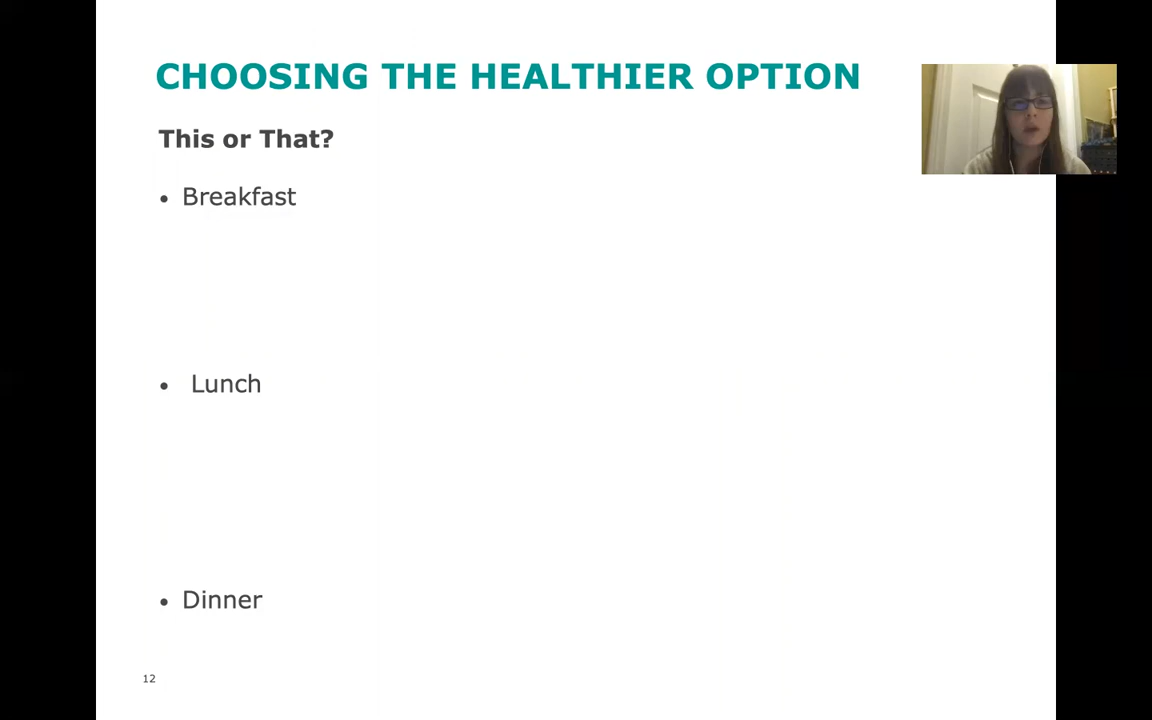 CHOOSING THE HEALTHIER OPTION
This or That?
• Breakfast
• Lunch
• Dinner
12